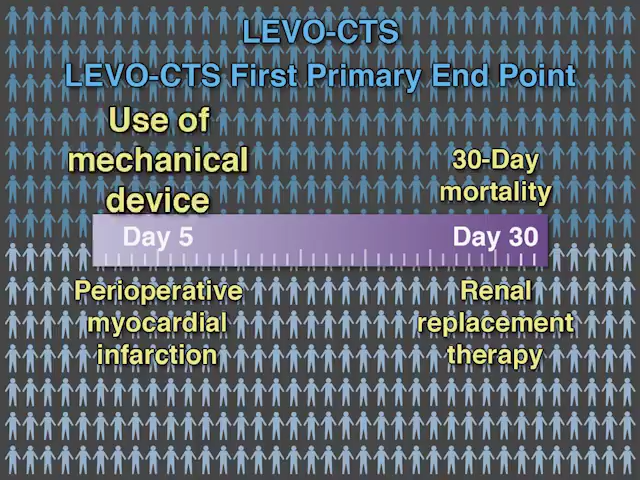 LEVO-CTS
LEVO-CTS First Primary End Point
Use of
mechanical
device
30-Day
mortality
Day 5
Day 30
Perioperative
myocardial
infarction
Renal
replacement
therapy